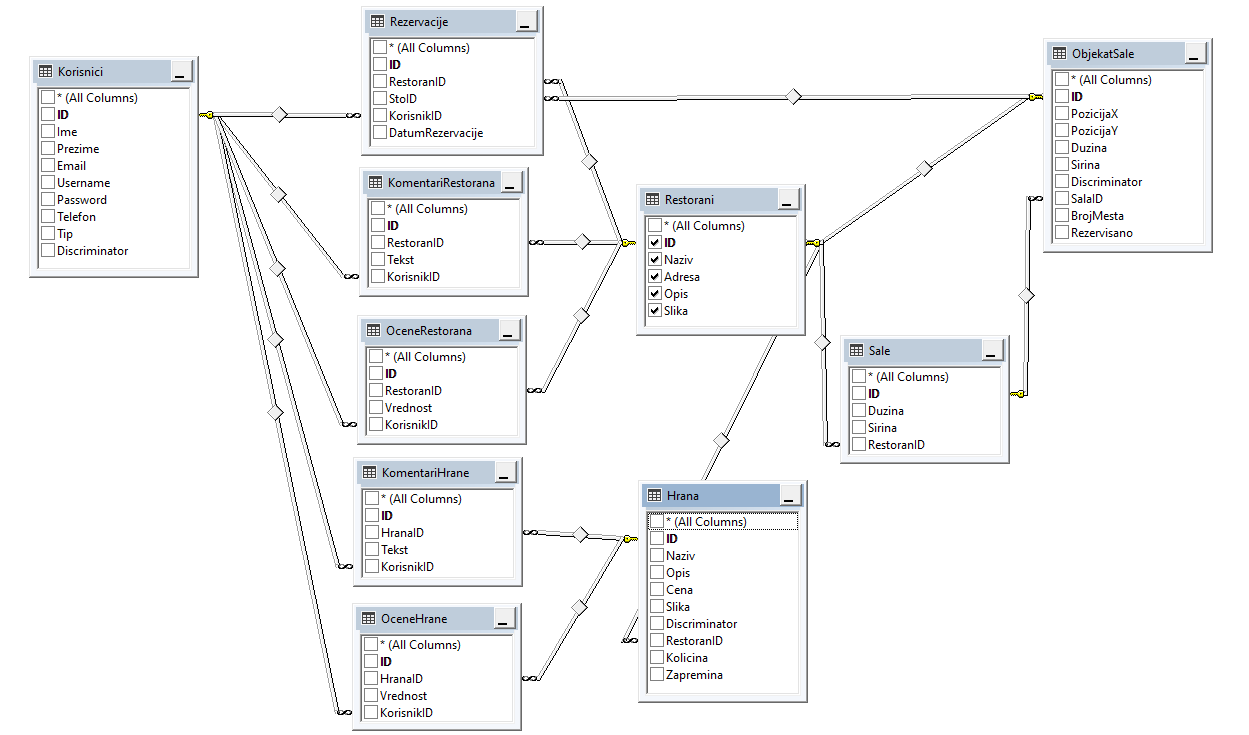 Korisnici
* (All Columns)
ID
Ime
Prezime
Email
Username
Password
Telefon
Tip
Discriminator
Rezervacije
* (All Columns)
ID
RestoranID
StoID
KorisnikID
DatumRezervacije
KomentariRestorana
* (All Columns)
ID
RestoranID
Tekst
KorisnikID
OceneRestorana
* (All Columns)
ID
RestoranID
Vrednost
KorisnikID
KomentariHrane
* (All Columns)
ID
HranaID
Tekst
KorisnikID
OceneHrane
* (All Columns)
ID
HranaID
Vrednost
KorisnikID
Restorani
* (All Columns)
ID
Naziv
Adresa
Opis
Slika
Hrana
* (All Columns)
ID
Naziv
Opis
Cena
Slika
Discriminator
RestoranID
Kolicina
Zapremina
ObjekatSale
* (All Columns)
ID
PozicijaX
PozicijaY
Duzina
Sirina
Discriminator
SalaID
BrojMesta
Rezervisano
Sale
* (All Columns)
ID
Duzina
Sirina
RestoranID